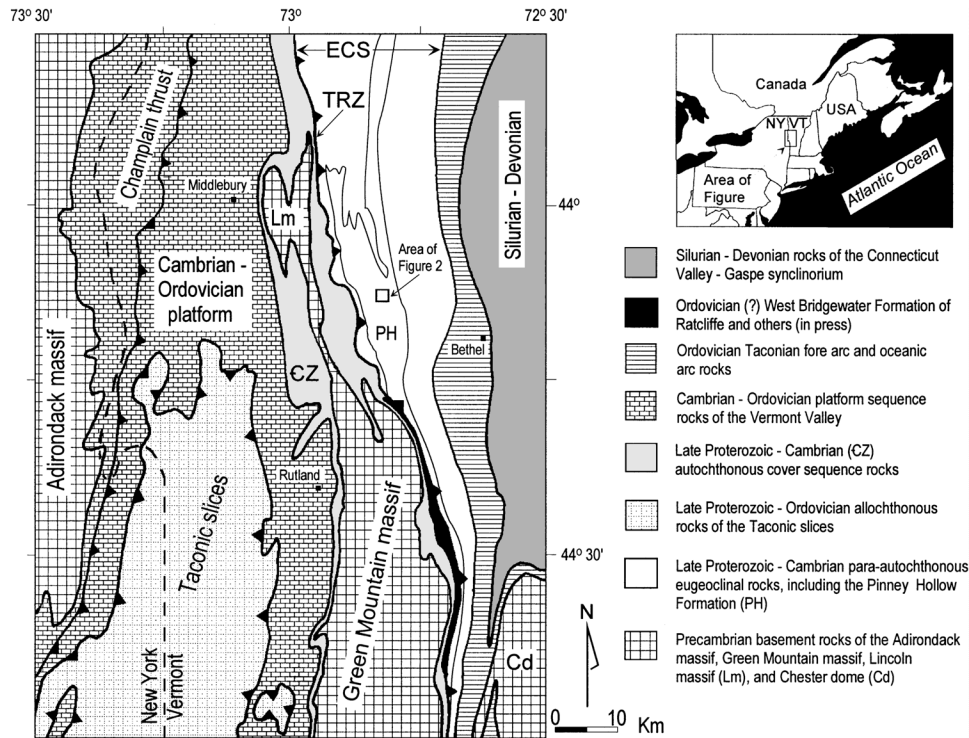 73° 30'
73°
72° 30'
ECS
TRZ
Champlain thrust
Middlebury
Lm
Silurian - Devonian
44°
Cambrian -
Ordovician
platform
Area of
Figure 2
PH
Bethel
Adirondack massif
ЄZ
Rutland
Taconic slices
Green Mountain massif
44° 30'
New York
Vermont
Cd
N
0 10 Km
Canada
USA
NY VT
Area of
Figure
Atlantic Ocean
Silurian - Devonian rocks of the Connecticut
Valley - Gaspe synclinorium
Ordovician (?) West Bridgewater Formation of
Ratcliffe and others (in press)
Ordovician Taconian fore arc and oceanic
arc rocks
Cambrian - Ordovician platform sequence
rocks of the Vermont Valley
Late Proterozoic - Cambrian (ЄZ)
autochthonous cover sequence rocks
Late Proterozoic - Ordovician allochthonous
rocks of the Taconic slices
Late Proterozoic - Cambrian para-autochthonous
eugeoclinal rocks, including the Pinney Hollow
Formation (PH)
Precambrian basement rocks of the Adirondack
massif, Green Mountain massif, Lincoln
massif (Lm), and Chester dome (Cd)